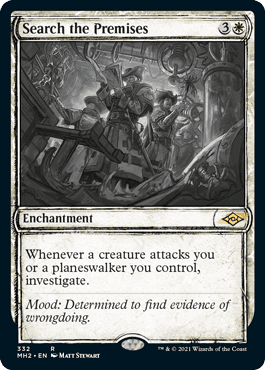 Search the Premises 3
Enchantment
Whenever a creature attacks you
or a planeswalker you control,
investigate.
Mood: Determined to find evidence of
wrongdoing.
332 R
MH2 • EN MATT STEWART
™ & © 2021 Wizards of the Coast